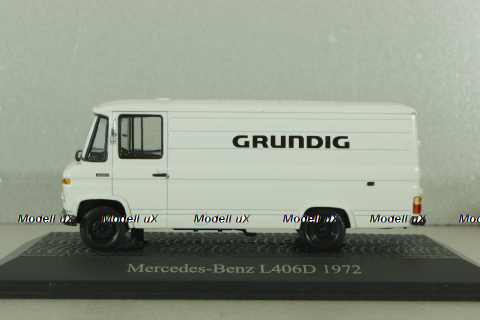 GRUNDIG
Modell uX Modell uX Modell uX Modell uX Modell uX
Mercedes-Benz L406D 1972